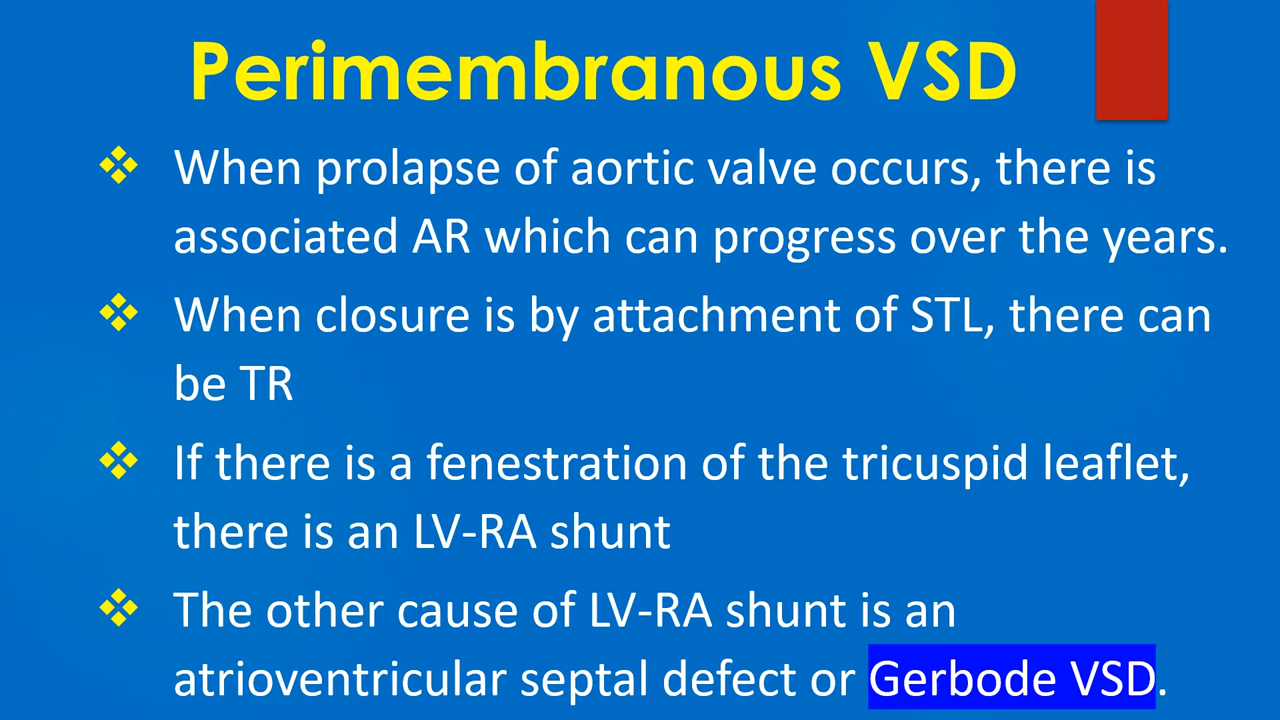 Perimembranous VSD
When prolapse of aortic valve occurs, there is
associated AR which can progress over the years.
When closure is by attachment of STL, there can
be TR
If there is a fenestration of the tricuspid leaflet,
there is an LV-RA shunt
The other cause of LV-RA shunt is an
atrioventricular septal defect or Gerbode VSD.